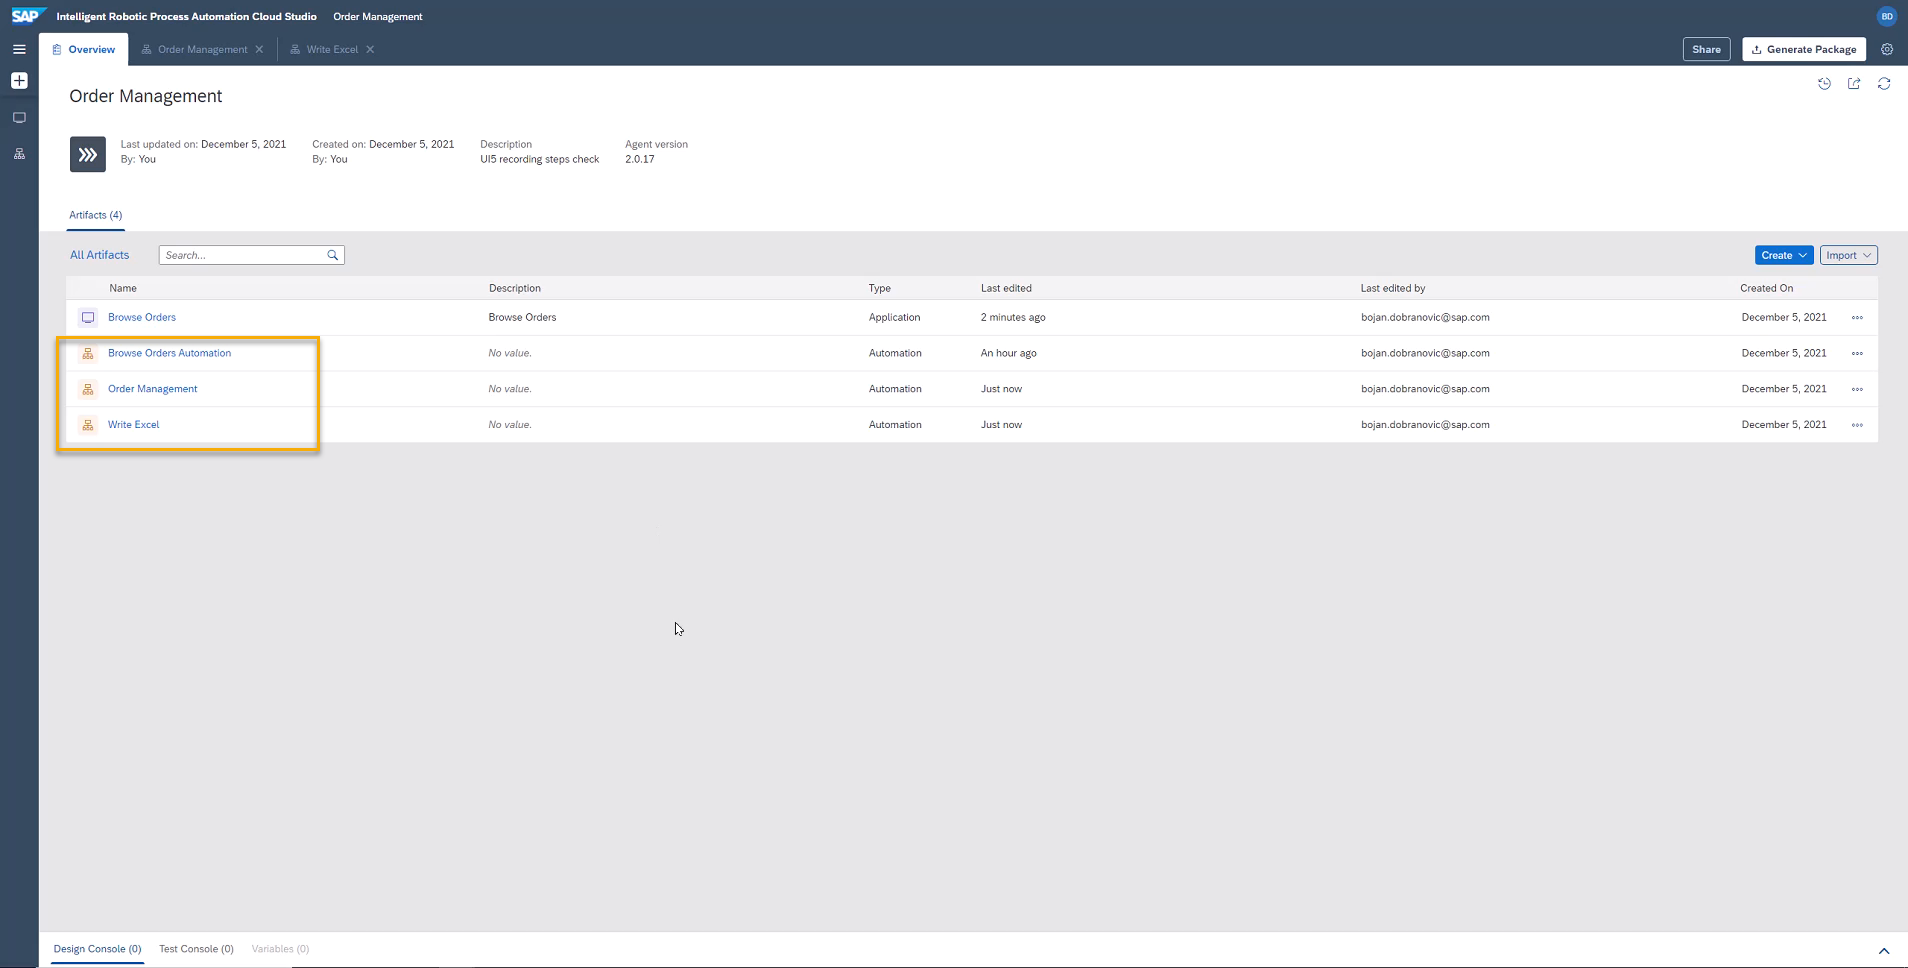 SAP Intelligent Robotic Process Automation Cloud Studio Order Management BD
Overview Order Management Write Excel Share Generate Package
Order Management
Last updated on: December 5, 2021 Created on: December 5, 2021 Description Agent version
By: You By: You UI5 recording steps check 2.0.17
Artifacts (4)
All Artifacts Search... Create Import
Name Description Type Last edited Last edited by Created On
Browse Orders Browse Orders Application 2 minutes ago bojan.dobranovic@sap.com December 5, 2021
Browse Orders Automation No value. Automation An hour ago bojan.dobranovic@sap.com December 5, 2021
Order Management No value. Automation Just now bojan.dobranovic@sap.com December 5, 2021
Write Excel No value. Automation Just now bojan.dobranovic@sap.com December 5, 2021
Design Console (0) Test Console (0) Variables (0)